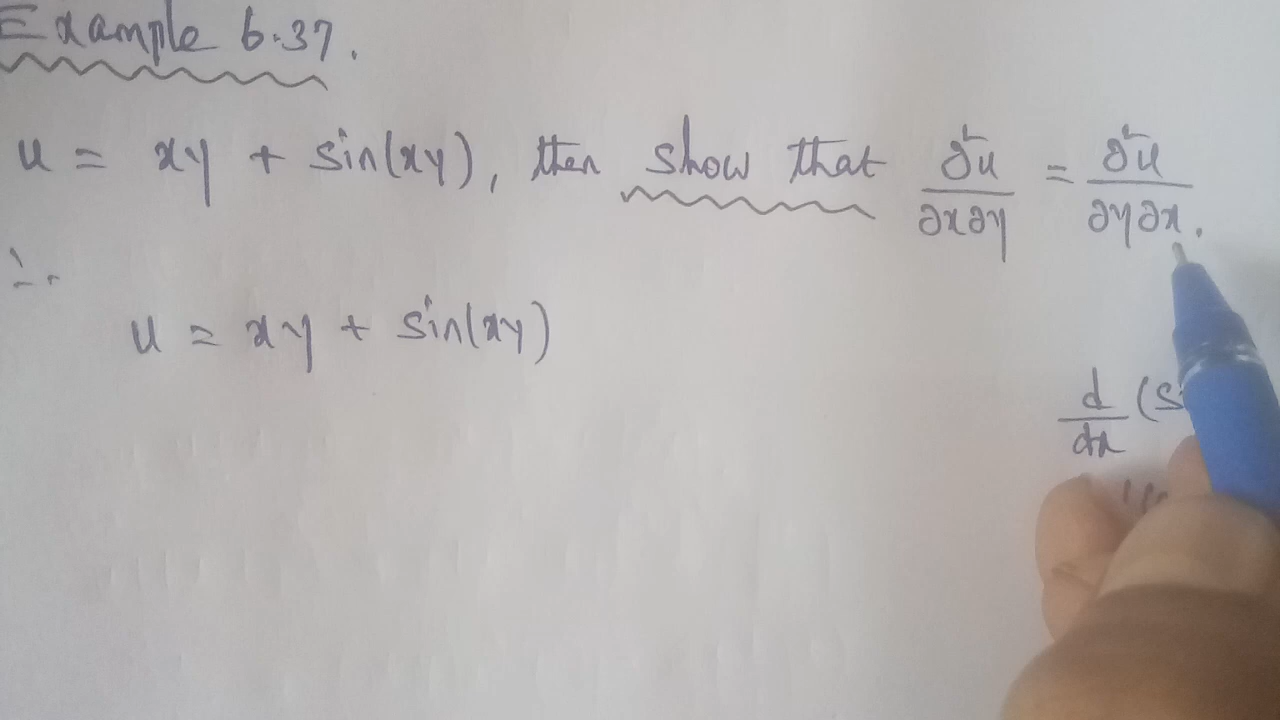 Example 6.37.
u = xy + sin(xy), then show that ∂²u/∂x∂y = ∂²u/∂y∂x.
∴
u = xy + sin(xy)
d/dx (s